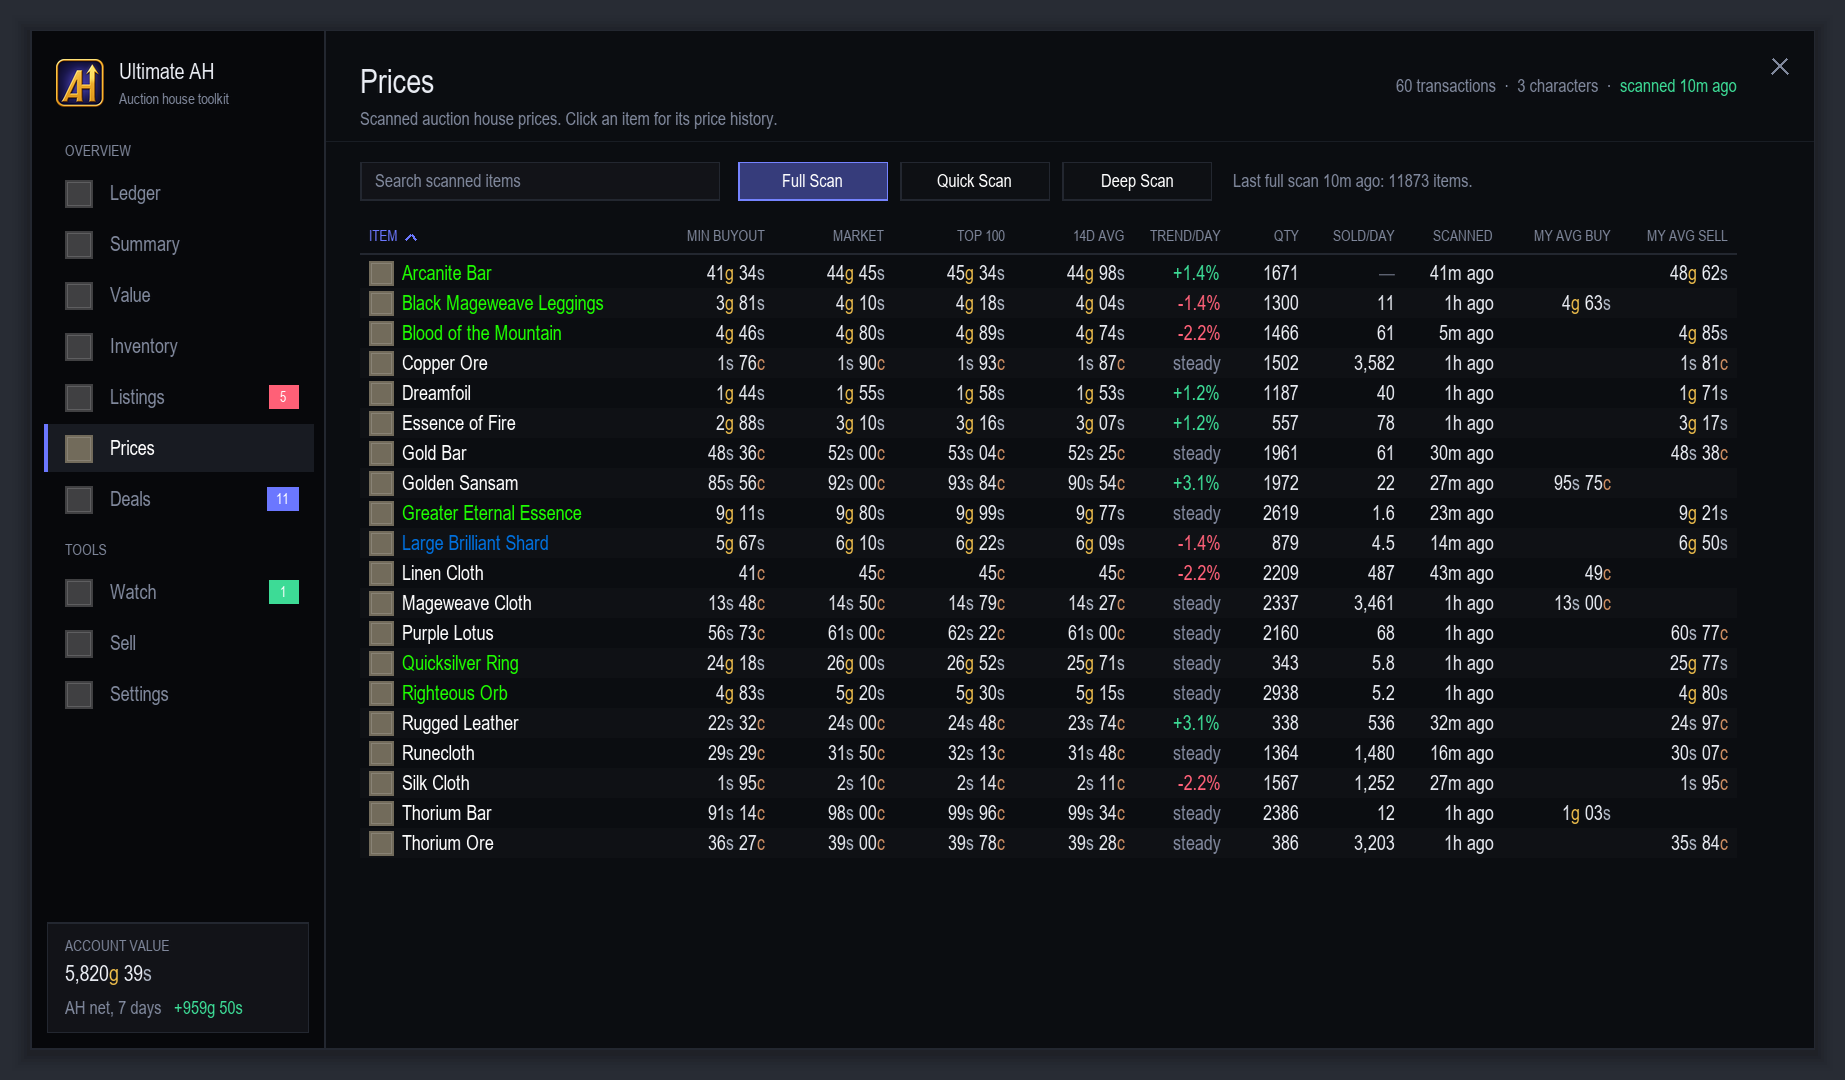 Ultimate AH
Auction house toolkit
OVERVIEW
Ledger
Summary
Value
Inventory
Listings 5
Prices
Deals 11
TOOLS
Watch 1
Sell
Settings
ACCOUNT VALUE
5,820g 39s
AH net, 7 days +959g 50s
Prices
Scanned auction house prices. Click an item for its price history.
60 transactions · 3 characters · scanned 10m ago
Search scanned items Full Scan Quick Scan Deep Scan Last full scan 10m ago: 11873 items.
ITEM MIN BUYOUT MARKET TOP 100 14D AVG TREND/DAY QTY SOLD/DAY SCANNED MY AVG BUY MY AVG SELL
Arcanite Bar 41g 34s 44g 45s 45g 34s 44g 98s +1.4% 1671 — 41m ago 48g 62s
Black Mageweave Leggings 3g 81s 4g 10s 4g 18s 4g 04s -1.4% 1300 11 1h ago 4g 63s
Blood of the Mountain 4g 46s 4g 80s 4g 89s 4g 74s -2.2% 1466 61 5m ago 4g 85s
Copper Ore 1s 76c 1s 90c 1s 93c 1s 87c steady 1502 3,582 1h ago 1s 81c
Dreamfoil 1g 44s 1g 55s 1g 58s 1g 53s +1.2% 1187 40 1h ago 1g 71s
Essence of Fire 2g 88s 3g 10s 3g 16s 3g 07s +1.2% 557 78 1h ago 3g 17s
Gold Bar 48s 36c 52s 00c 53s 04c 52s 25c steady 1961 61 30m ago 48s 38c
Golden Sansam 85s 56c 92s 00c 93s 84c 90s 54c +3.1% 1972 22 27m ago 95s 75c
Greater Eternal Essence 9g 11s 9g 80s 9g 99s 9g 77s steady 2619 1.6 23m ago 9g 21s
Large Brilliant Shard 5g 67s 6g 10s 6g 22s 6g 09s -1.4% 879 4.5 14m ago 6g 50s
Linen Cloth 41c 45c 45c 45c -2.2% 2209 487 43m ago 49c
Mageweave Cloth 13s 48c 14s 50c 14s 79c 14s 27c steady 2337 3,461 1h ago 13s 00c
Purple Lotus 56s 73c 61s 00c 62s 22c 61s 00c steady 2160 68 1h ago 60s 77c
Quicksilver Ring 24g 18s 26g 00s 26g 52s 25g 71s steady 343 5.8 1h ago 25g 77s
Righteous Orb 4g 83s 5g 20s 5g 30s 5g 15s steady 2938 5.2 1h ago 4g 80s
Rugged Leather 22s 32c 24s 00c 24s 48c 23s 74c +3.1% 338 536 32m ago 24s 97c
Runecloth 29s 29c 31s 50c 32s 13c 31s 48c steady 1364 1,480 16m ago 30s 07c
Silk Cloth 1s 95c 2s 10c 2s 14c 2s 11c -2.2% 1567 1,252 27m ago 1s 95c
Thorium Bar 91s 14c 98s 00c 99s 96c 99s 34c steady 2386 12 1h ago 1g 03s
Thorium Ore 36s 27c 39s 00c 39s 78c 39s 28c steady 386 3,203 1h ago 35s 84c